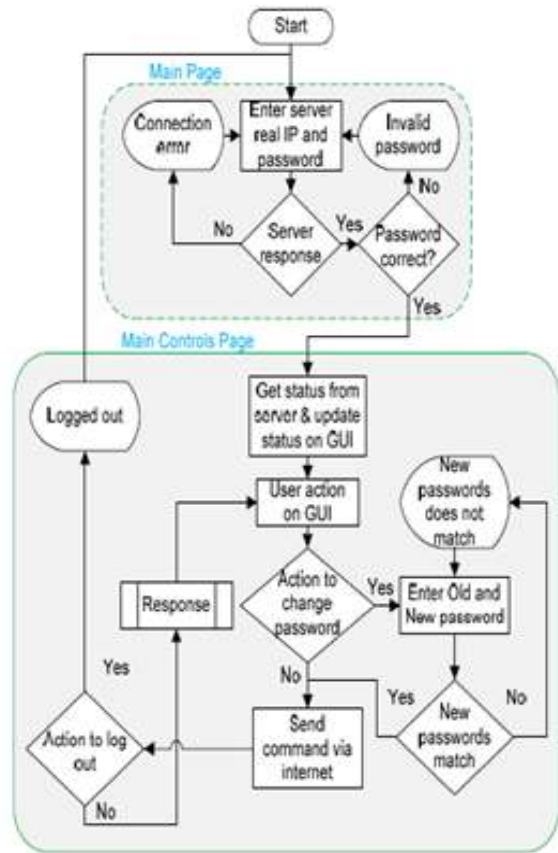 Start
Main Page
Connection
error
Enter server
real IP and
password
Invalid
password
No
No
Server
response
Yes
Password
correct?
Yes
Main Controls Page
Logged out
Get status from
server & update
status on GUI
New
passwords
does not
match
User action
on GUI
Response
Action to
change
password
Yes
Enter Old and
New password
Yes
No
Yes
No
Action to log
out
Send
command via
internet
New
passwords
match
No